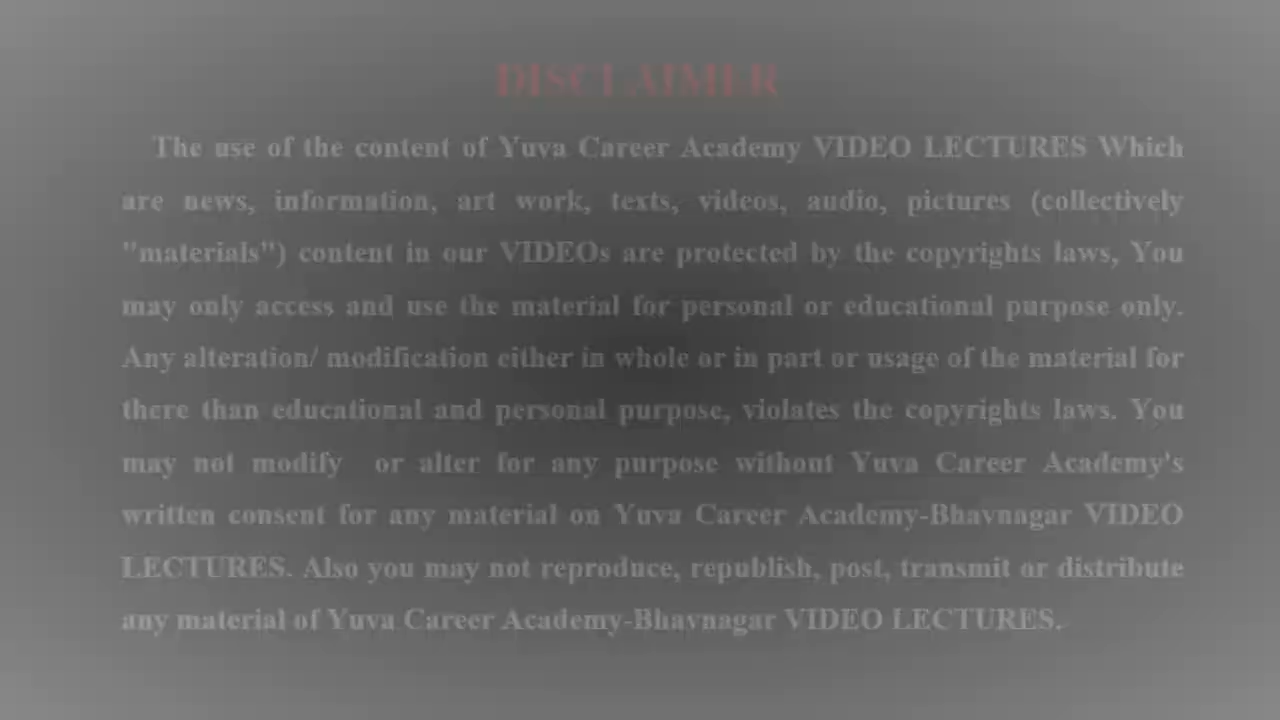 DISCLAIMER
The use of the content of Yuva Career Academy VIDEO LECTURES Which
are news, information, art work, texts, videos, audio, pictures (collectively
"materials") content in our VIDEOs are protected by the copyrights laws, You
may only access and use the material for personal or educational purpose only.
Any alteration/ modification either in whole or in part or usage of the material for
there than educational and personal purpose, violates the copyrights laws. You
may not modify or alter for any purpose without Yuva Career Academy's
written consent for any material on Yuva Career Academy-Bhavnagar VIDEO
LECTURES. Also you may not reproduce, republish, post, transmit or distribute
any material of Yuva Career Academy-Bhavnagar VIDEO LECTURES.